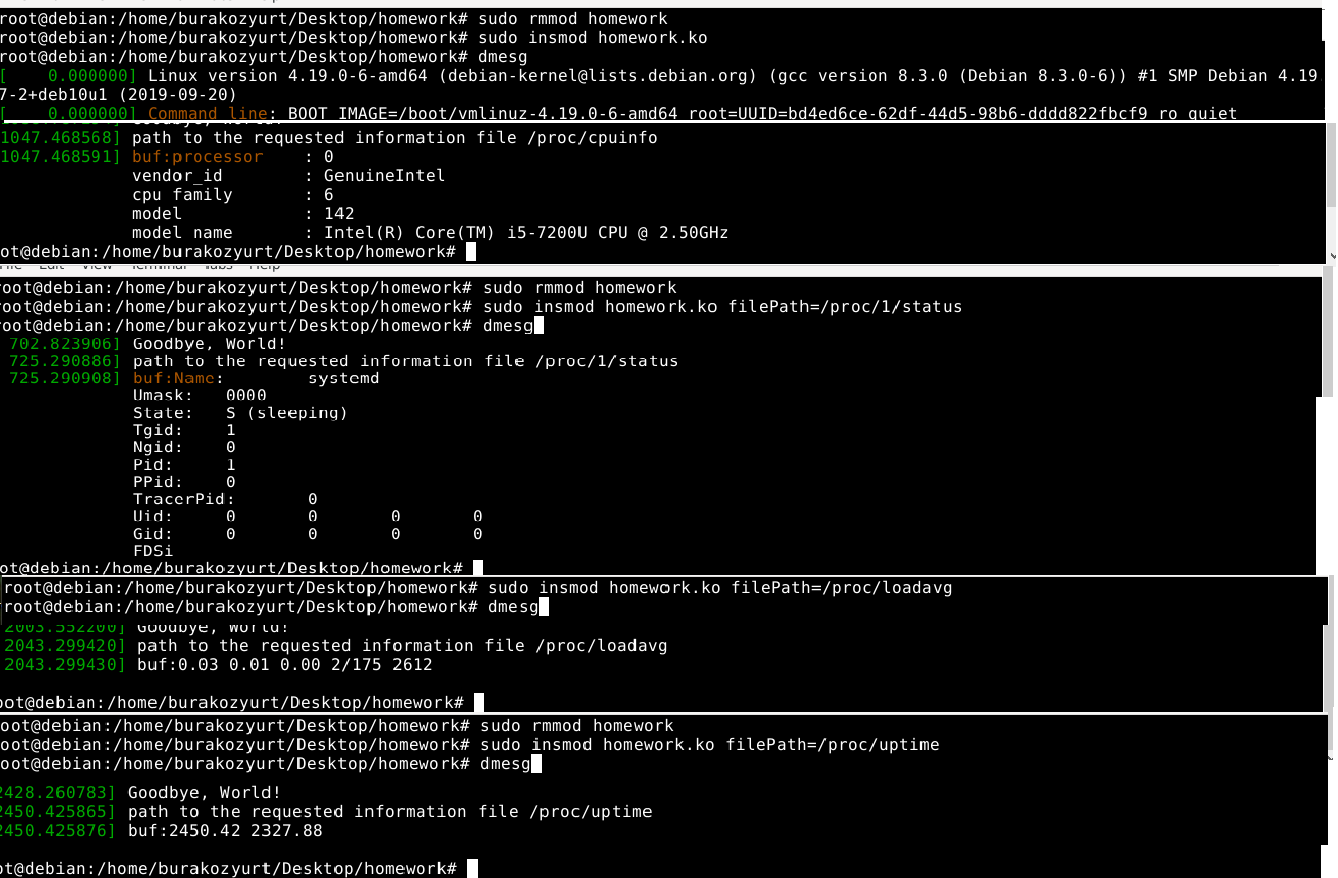 root@debian:/home/burakozyurt/Desktop/homework# sudo rmmod homework
root@debian:/home/burakozyurt/Desktop/homework# sudo insmod homework.ko
root@debian:/home/burakozyurt/Desktop/homework# dmesg
[    0.000000] Linux version 4.19.0-6-amd64 (debian-kernel@lists.debian.org) (gcc version 8.3.0 (Debian 8.3.0-6)) #1 SMP Debian 4.19
7-2+deb10u1 (2019-09-20)
[    0.000000] Command line: BOOT_IMAGE=/boot/vmlinuz-4.19.0-6-amd64 root=UUID=bd4ed6ce-62df-44d5-98b6-dddd822fbcf9 ro quiet
1047.468568] path to the requested information file /proc/cpuinfo
1047.468591] buf:processor    : 0
vendor_id       : GenuineIntel
cpu family      : 6
model           : 142
model name      : Intel(R) Core(TM) i5-7200U CPU @ 2.50GHz
ot@debian:/home/burakozyurt/Desktop/homework#
File Edit View Terminal Tabs Help
root@debian:/home/burakozyurt/Desktop/homework# sudo rmmod homework
root@debian:/home/burakozyurt/Desktop/homework# sudo insmod homework.ko filePath=/proc/1/status
root@debian:/home/burakozyurt/Desktop/homework# dmesg
702.823906] Goodbye, World!
725.290886] path to the requested information file /proc/1/status
725.290908] buf:Name:        systemd
Umask:   0000
State:   S (sleeping)
Tgid:    1
Ngid:    0
Pid:     1
PPid:    0
TracerPid:       0
Uid:     0       0       0       0
Gid:     0       0       0       0
FDSi
ot@debian:/home/burakozyurt/Desktop/homework#
root@debian:/home/burakozyurt/Desktop/homework# sudo insmod homework.ko filePath=/proc/loadavg
root@debian:/home/burakozyurt/Desktop/homework# dmesg
2003.552200] Goodbye, World!
2043.299420] path to the requested information file /proc/loadavg
2043.299430] buf:0.03 0.01 0.00 2/175 2612
oot@debian:/home/burakozyurt/Desktop/homework#
root@debian:/home/burakozyurt/Desktop/homework# sudo rmmod homework
root@debian:/home/burakozyurt/Desktop/homework# sudo insmod homework.ko filePath=/proc/uptime
root@debian:/home/burakozyurt/Desktop/homework# dmesg
2428.260783] Goodbye, World!
2450.425865] path to the requested information file /proc/uptime
2450.425876] buf:2450.42 2327.88
ot@debian:/home/burakozyurt/Desktop/homework#